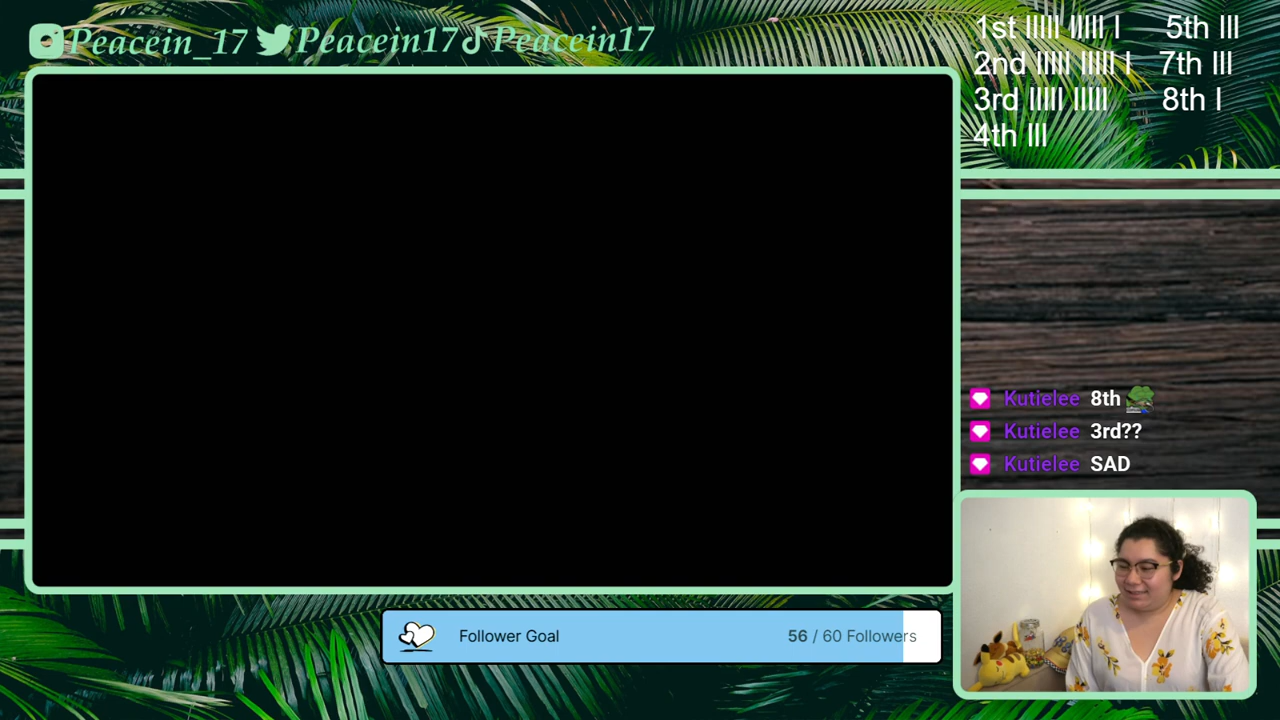 Peacein_17 Peacein17 Peacein17
1st IIIII IIIII I 5th III
2nd IIIII IIIII I 7th III
3rd IIIII IIIII 8th I
4th III
Kutielee 8th
Kutielee 3rd??
Kutielee SAD
Follower Goal 56 / 60 Followers